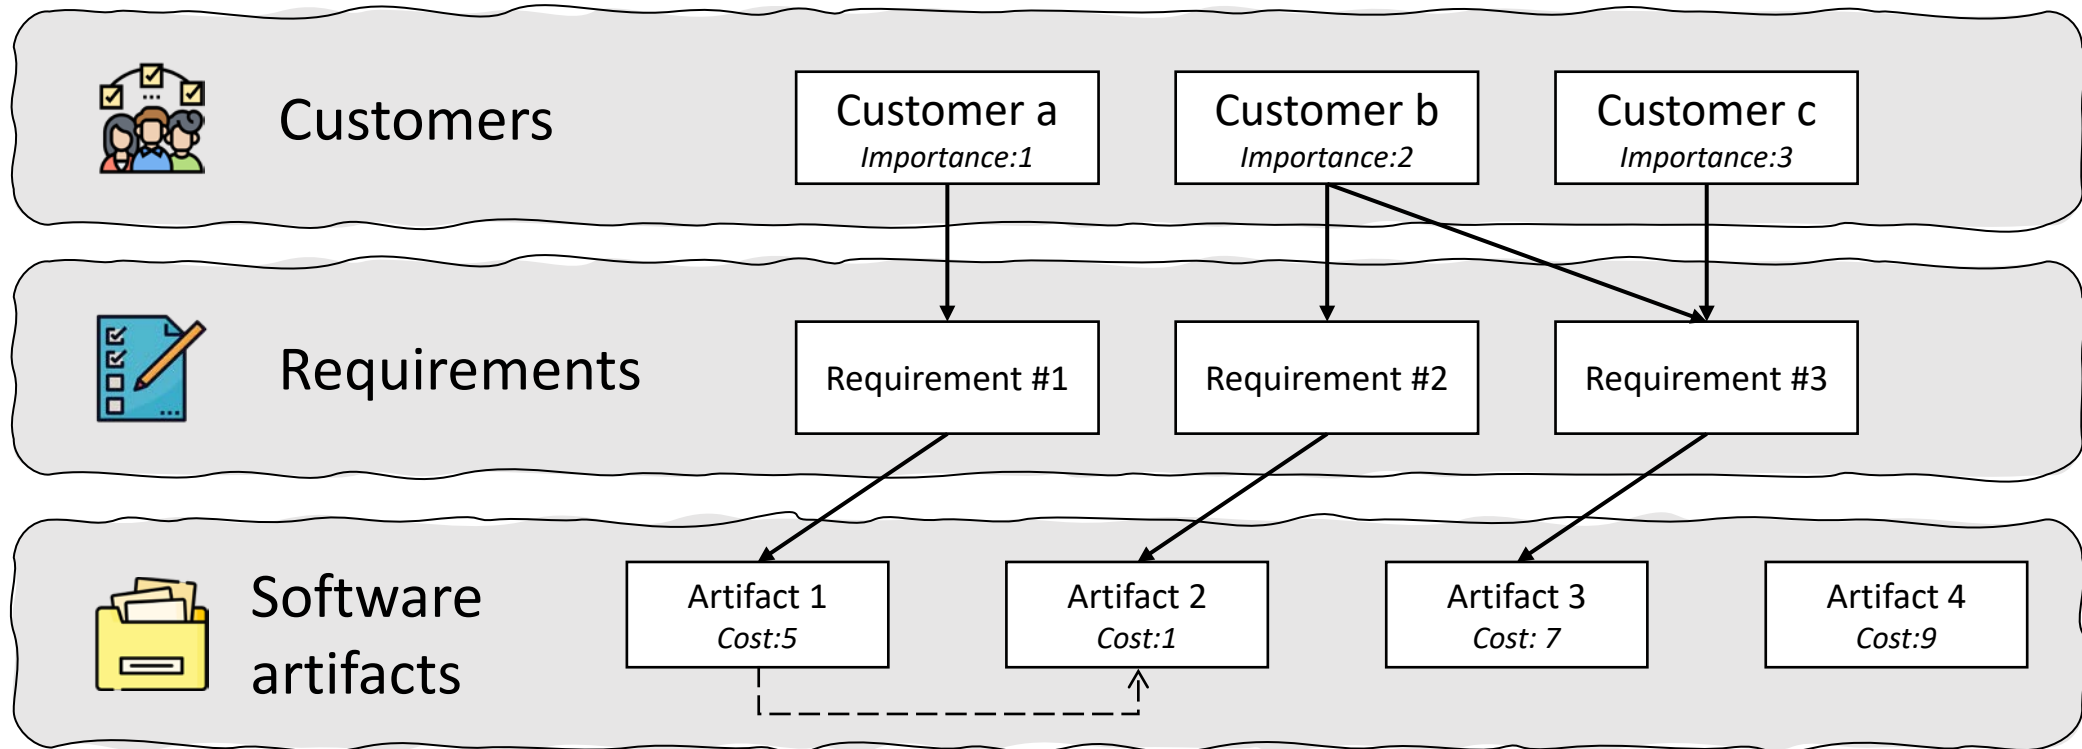 Customers
Customer a
Importance:1
Customer b
Importance:2
Customer c
Importance:3
Requirements
Requirement #1
Requirement #2
Requirement #3
Software
artifacts
Artifact 1
Cost:5
Artifact 2
Cost:1
Artifact 3
Cost: 7
Artifact 4
Cost:9